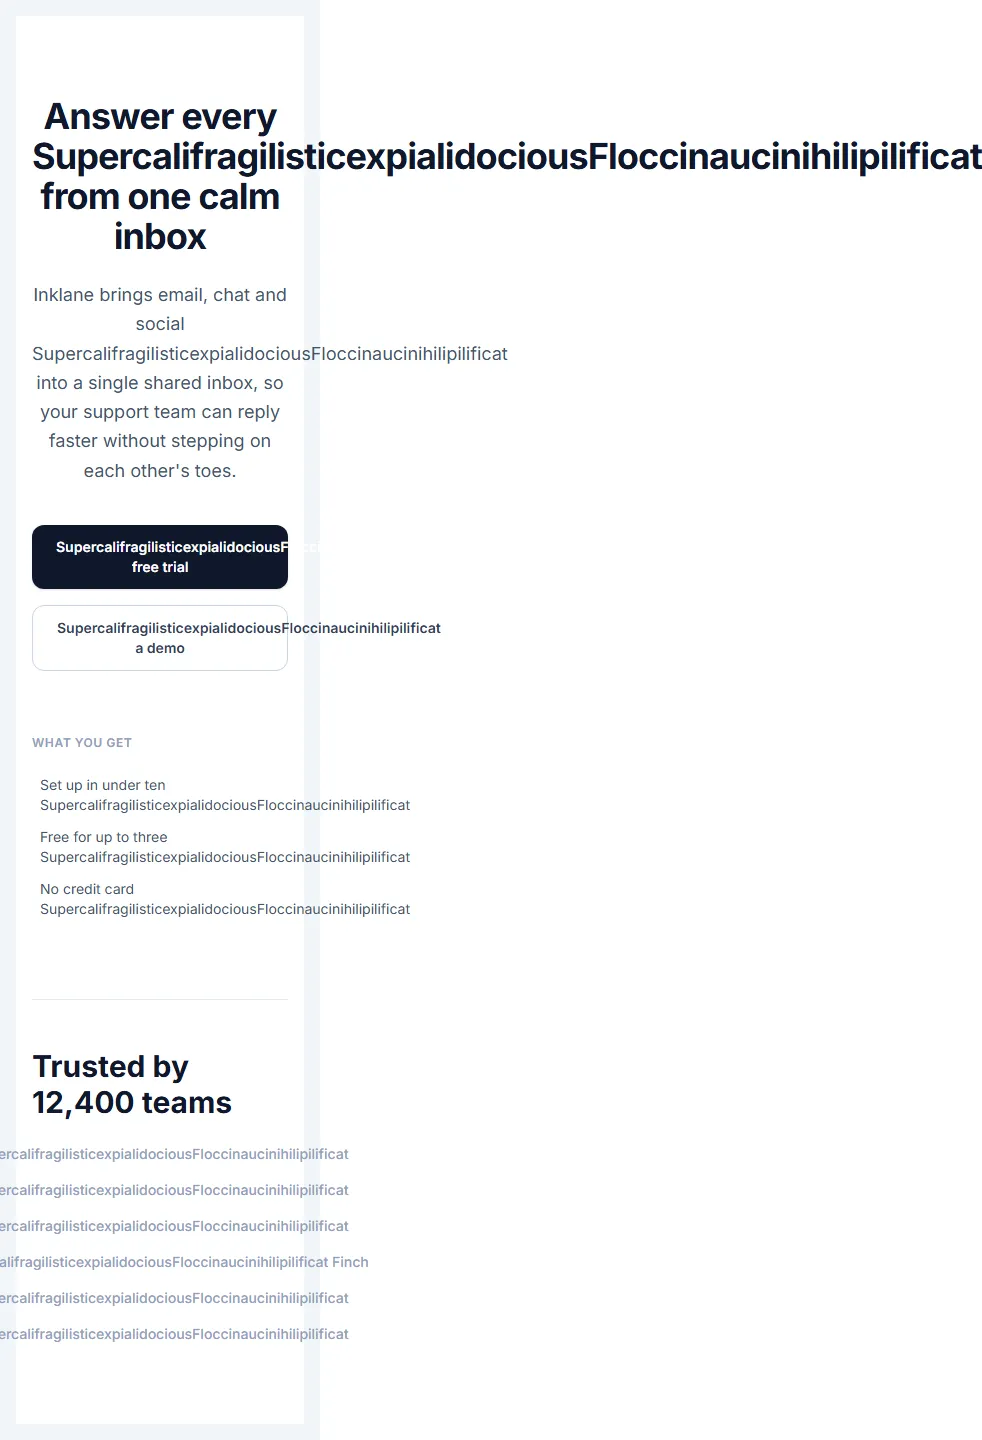 Answer every
SupercalifragilisticexpialidociousFloccinaucinihilipilificat
from one calm
inbox
Inklane brings email, chat and
social
SupercalifragilisticexpialidociousFloccinaucinihilipilificat
into a single shared inbox, so
your support team can reply
faster without stepping on
each other's toes.
SupercalifragilisticexpialidociousFlocci
free trial
SupercalifragilisticexpialidociousFloccinaucinihilipilificat
a demo
WHAT YOU GET
Set up in under ten
SupercalifragilisticexpialidociousFloccinaucinihilipilificat
Free for up to three
SupercalifragilisticexpialidociousFloccinaucinihilipilificat
No credit card
SupercalifragilisticexpialidociousFloccinaucinihilipilificat
Trusted by
12,400 teams
ercalifragilisticexpialidociousFloccinaucinihilipilificat
ercalifragilisticexpialidociousFloccinaucinihilipilificat
ercalifragilisticexpialidociousFloccinaucinihilipilificat
alifragilisticexpialidociousFloccinaucinihilipilificat Finch
ercalifragilisticexpialidociousFloccinaucinihilipilificat
ercalifragilisticexpialidociousFloccinaucinihilipilificat